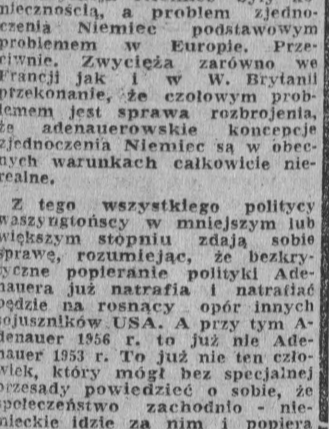 niecznością, a problem zjedno-
czenia Niemiec podstawowym
problemem w Europie. Prze-
ciwnie. Zwycięża zarówno we
Francji jak i w W. Brytanii
przekonanie, że czołowym prob-
lemem jest sprawa rozbrojenia,
że adenauerowskie koncepcje
zjednoczenia Niemiec są w obec-
nych warunkach całkowicie nie-
realne.
Z tego wszystkiego politycy
waszyngtońscy w mniejszym lub
większym stopniu zdają sobie
sprawę, rozumiejąc, że bezkry-
tyczne popieranie polityki Ade-
nauera już natrafia i natrafiać
będzie na rosnący opór innych
sojuszników USA. A przy tym A-
denauer 1956 r. to już nie Ade-
nauer 1953 r. To już nie ten czło-
wiek, który mógł bez specjalnej
przesady powiedzieć o sobie, że
społeczeństwo zachodnio - nie-
mieckie idzie za nim i popiera